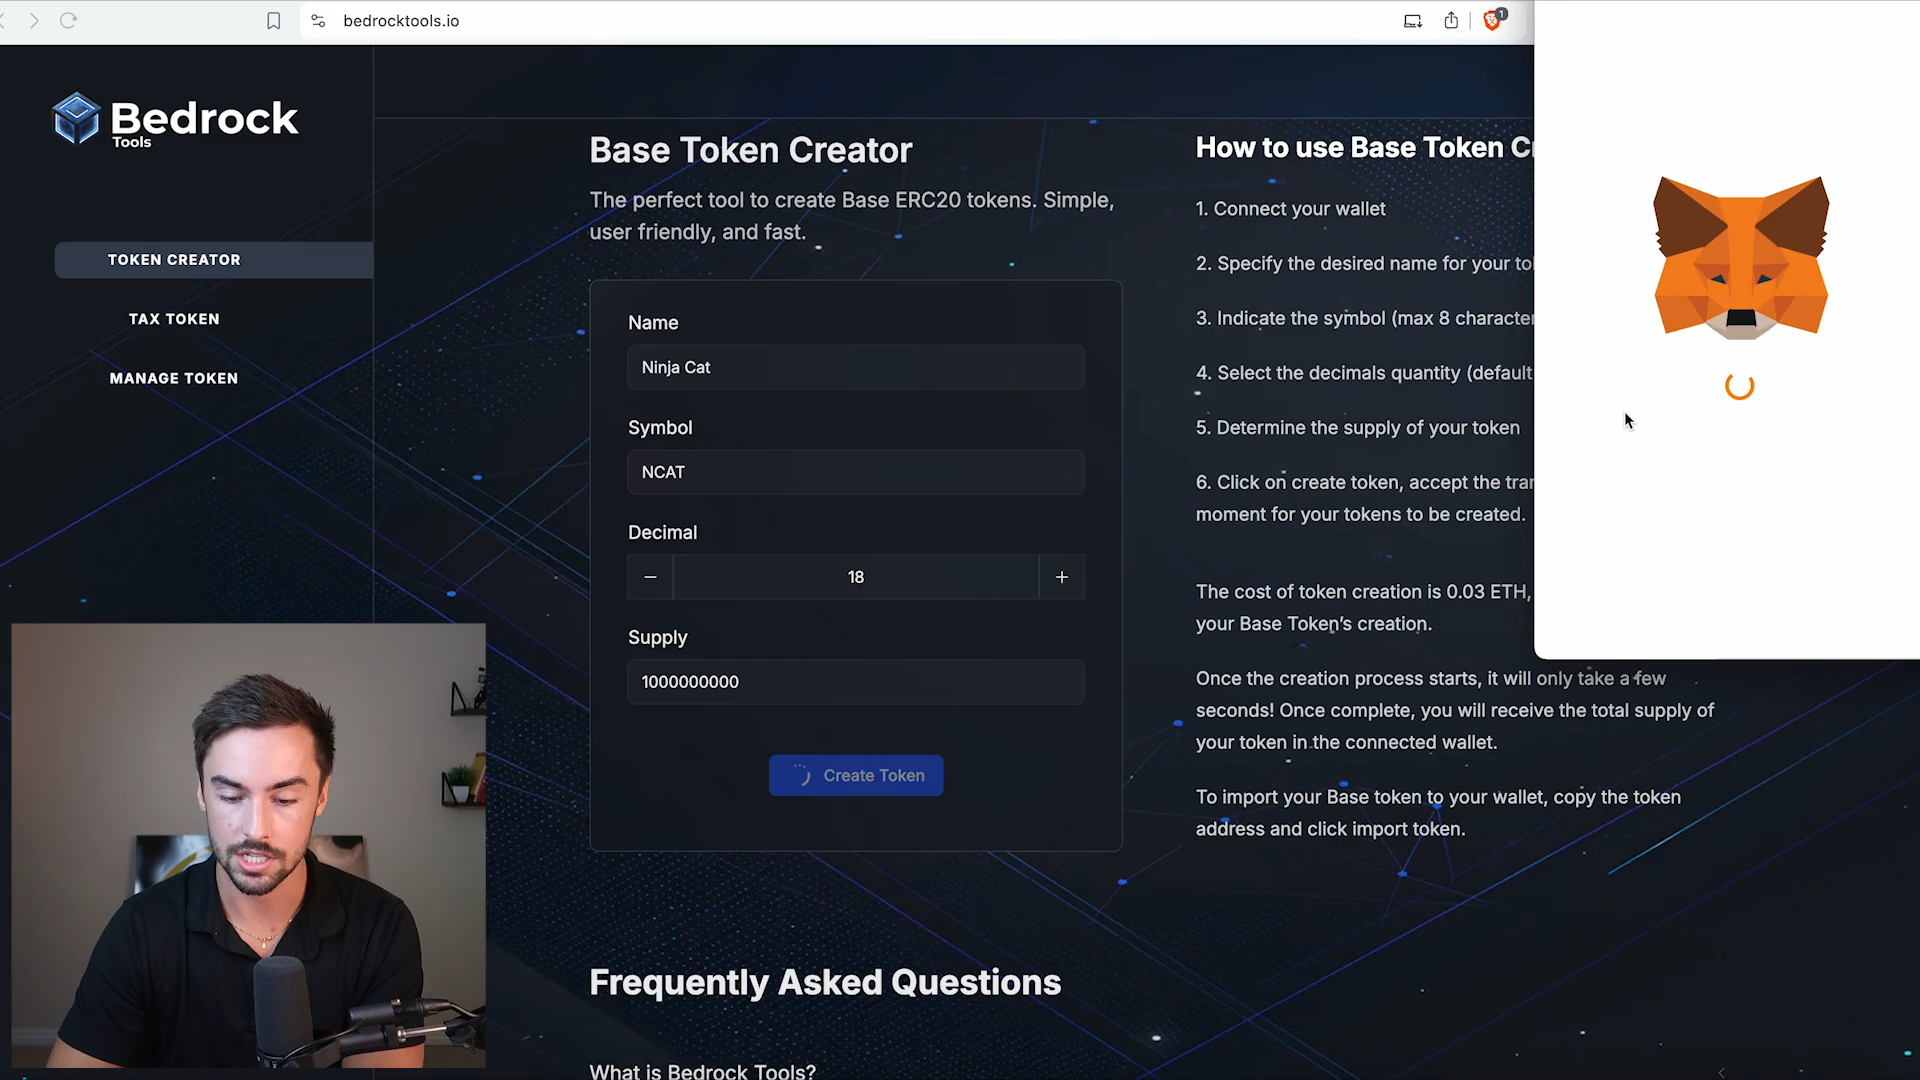 bedrocktools.io
1
Bedrock
Tools
TOKEN CREATOR
TAX TOKEN
MANAGE TOKEN
Base Token Creator
The perfect tool to create Base ERC20 tokens. Simple,
user friendly, and fast.
Name
Ninja Cat
Symbol
NCAT
Decimal
− 18 +
Supply
1000000000
Create Token
How to use Base Token
1. Connect your wallet
2. Specify the desired name for your
3. Indicate the symbol (max 8
4. Select the decimals quantity (default
5. Determine the supply of your token
6. Click on create token, accept the
moment for your tokens to be created.
The cost of token creation is 0.03 ETH,
your Base Token’s creation.
Once the creation process starts, it will only take a few
seconds! Once complete, you will receive the total supply of
your token in the connected wallet.
To import your Base token to your wallet, copy the token
address and click import token.
Frequently Asked Questions
What is Bedrock Tools?